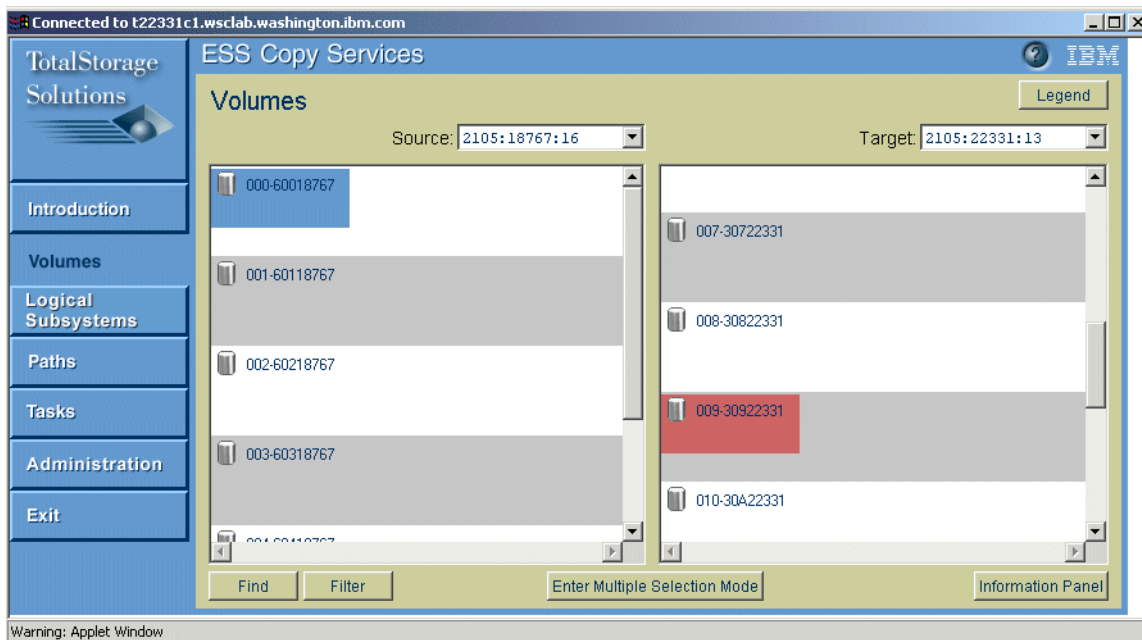 Connected to t22331c1.wsclab.washington.ibm.com
TotalStorage
Solutions
ESS Copy Services
? IBM
Volumes
Legend
Source: 2105:18767:16
Target: 2105:22331:13
Introduction
Volumes
Logical
Subsystems
Paths
Tasks
Administration
Exit
000-60018767
001-60118767
002-60218767
003-60318767
007-30722331
008-30822331
009-30922331
010-30A22331
Find
Filter
Enter Multiple Selection Mode
Information Panel
Warning: Applet Window